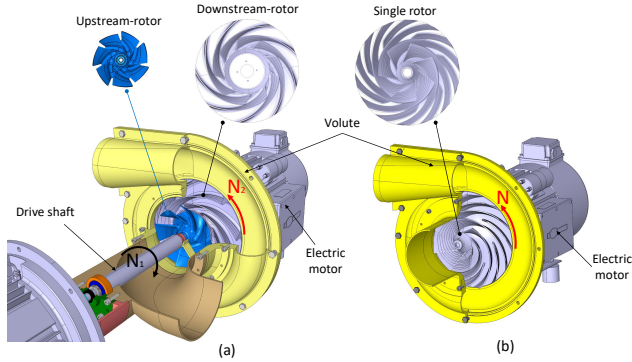 Upstream-rotor
Downstream-rotor
Single rotor
Volute
N₂
N
Drive shaft
N₁
Electric
motor
Electric
motor
(a)
(b)